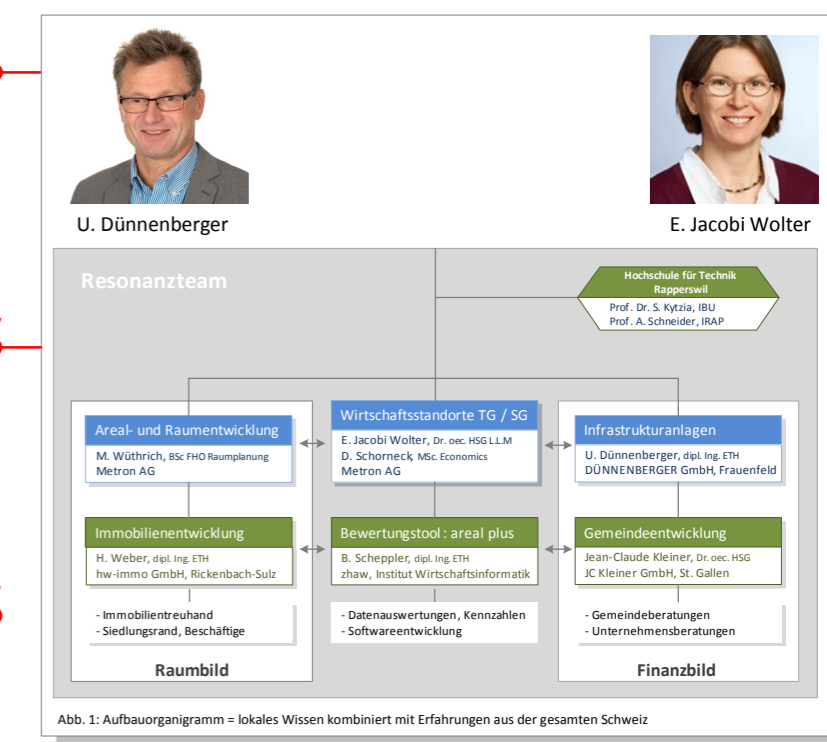 U. Dünnenberger
E. Jacobi Wolter
Resonanzteam
Hochschule für Technik
Rapperswil
Prof. Dr. S. Kytzia, IBU
Prof. A. Schneider, IRAP
Areal- und Raumentwicklung
M. Wüthrich, BSc FHO Raumplanung
Metron AG
Wirtschaftsstandorte TG / SG
E. Jacobi Wolter, Dr. oec. HSG L.L.M
D. Schorneck, MSc. Economics
Metron AG
Infrastrukturanlagen
U. Dünnenberger, dipl. Ing. ETH
DÜNNENBERGER GmbH, Frauenfeld
Immobilienentwicklung
H. Weber, dipl. Ing. ETH
hw-immo GmbH, Rickenbach-Sulz
Bewertungstool : areal plus
B. Scheppler, dipl. Ing. ETH
zhaw, Institut Wirtschaftsinformatik
Gemeindeentwicklung
Jean-Claude Kleiner, Dr. oec. HSG
JC Kleiner GmbH, St. Gallen
- Immobilientreuhand
- Siedlungsrand, Beschäftige
- Datenauswertungen, Kennzahlen
- Softwareentwicklung
- Gemeindeberatungen
- Unternehmensberatungen
Raumbild
Finanzbild
Abb. 1: Aufbauorganigramm = lokales Wissen kombiniert mit Erfahrungen aus der gesamten Schweiz